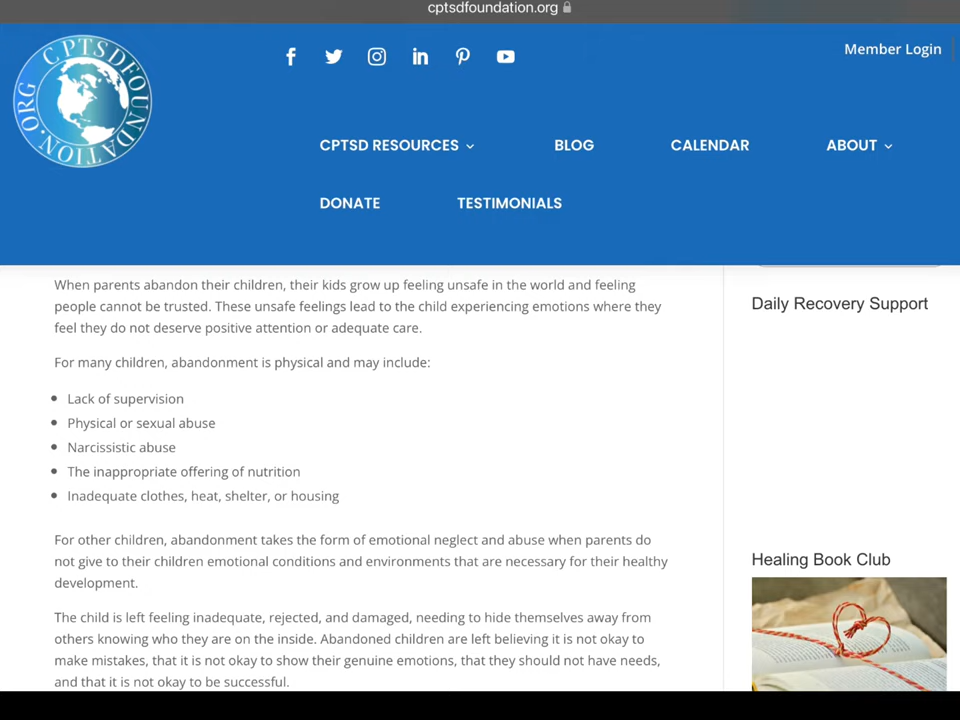 cptsdfoundation.org
CPTSDFOUNDATION.ORG
Member Login
CPTSD RESOURCES
BLOG
CALENDAR
ABOUT
DONATE
TESTIMONIALS
When parents abandon their children, their kids grow up feeling unsafe in the world and feeling
people cannot be trusted. These unsafe feelings lead to the child experiencing emotions where they
feel they do not deserve positive attention or adequate care.
For many children, abandonment is physical and may include:
Lack of supervision
Physical or sexual abuse
Narcissistic abuse
The inappropriate offering of nutrition
Inadequate clothes, heat, shelter, or housing
For other children, abandonment takes the form of emotional neglect and abuse when parents do
not give to their children emotional conditions and environments that are necessary for their healthy
development.
The child is left feeling inadequate, rejected, and damaged, needing to hide themselves away from
others knowing who they are on the inside. Abandoned children are left believing it is not okay to
make mistakes, that it is not okay to show their genuine emotions, that they should not have needs,
and that it is not okay to be successful.
Daily Recovery Support
Healing Book Club